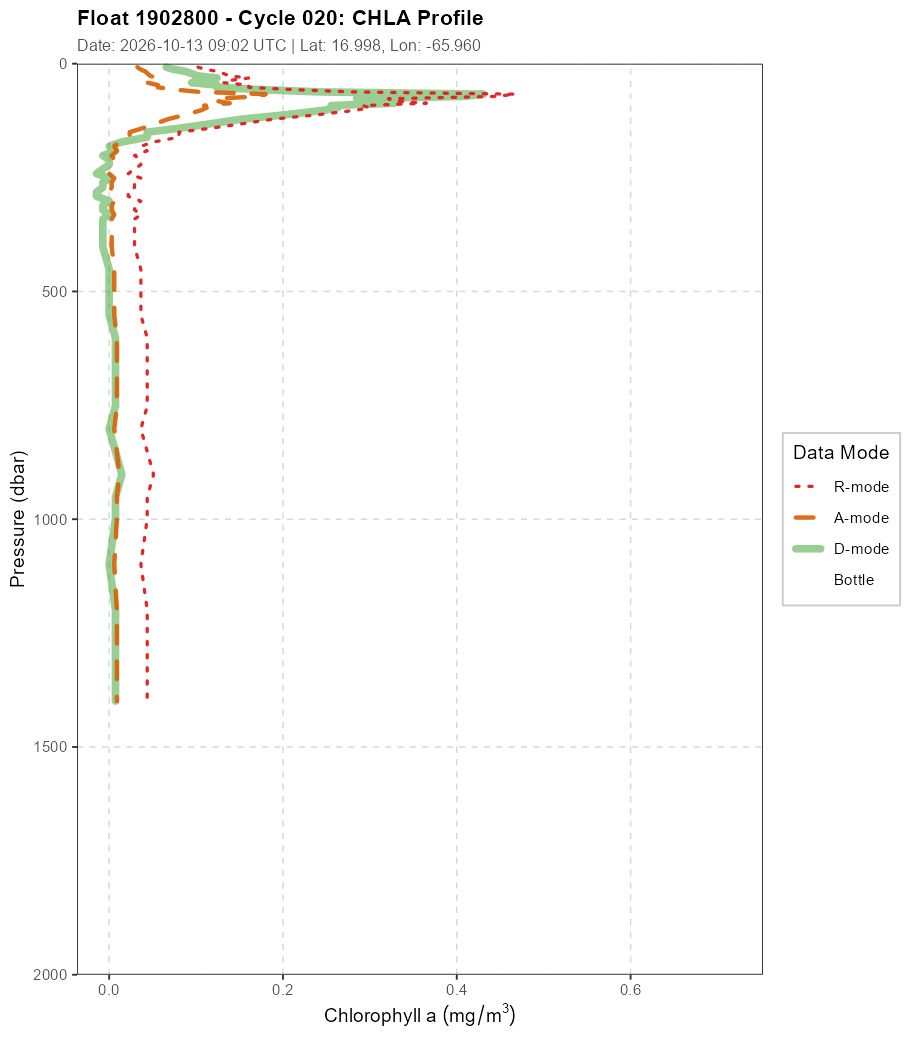 Float 1902800 - Cycle 020: CHLA Profile
Date: 2026-10-13 09:02 UTC | Lat: 16.998, Lon: -65.960
0
500
1000
1500
2000
Pressure (dbar)
0.0 0.2 0.4 0.6
Chlorophyll a (mg/m³)
Data Mode
R-mode
A-mode
D-mode
Bottle